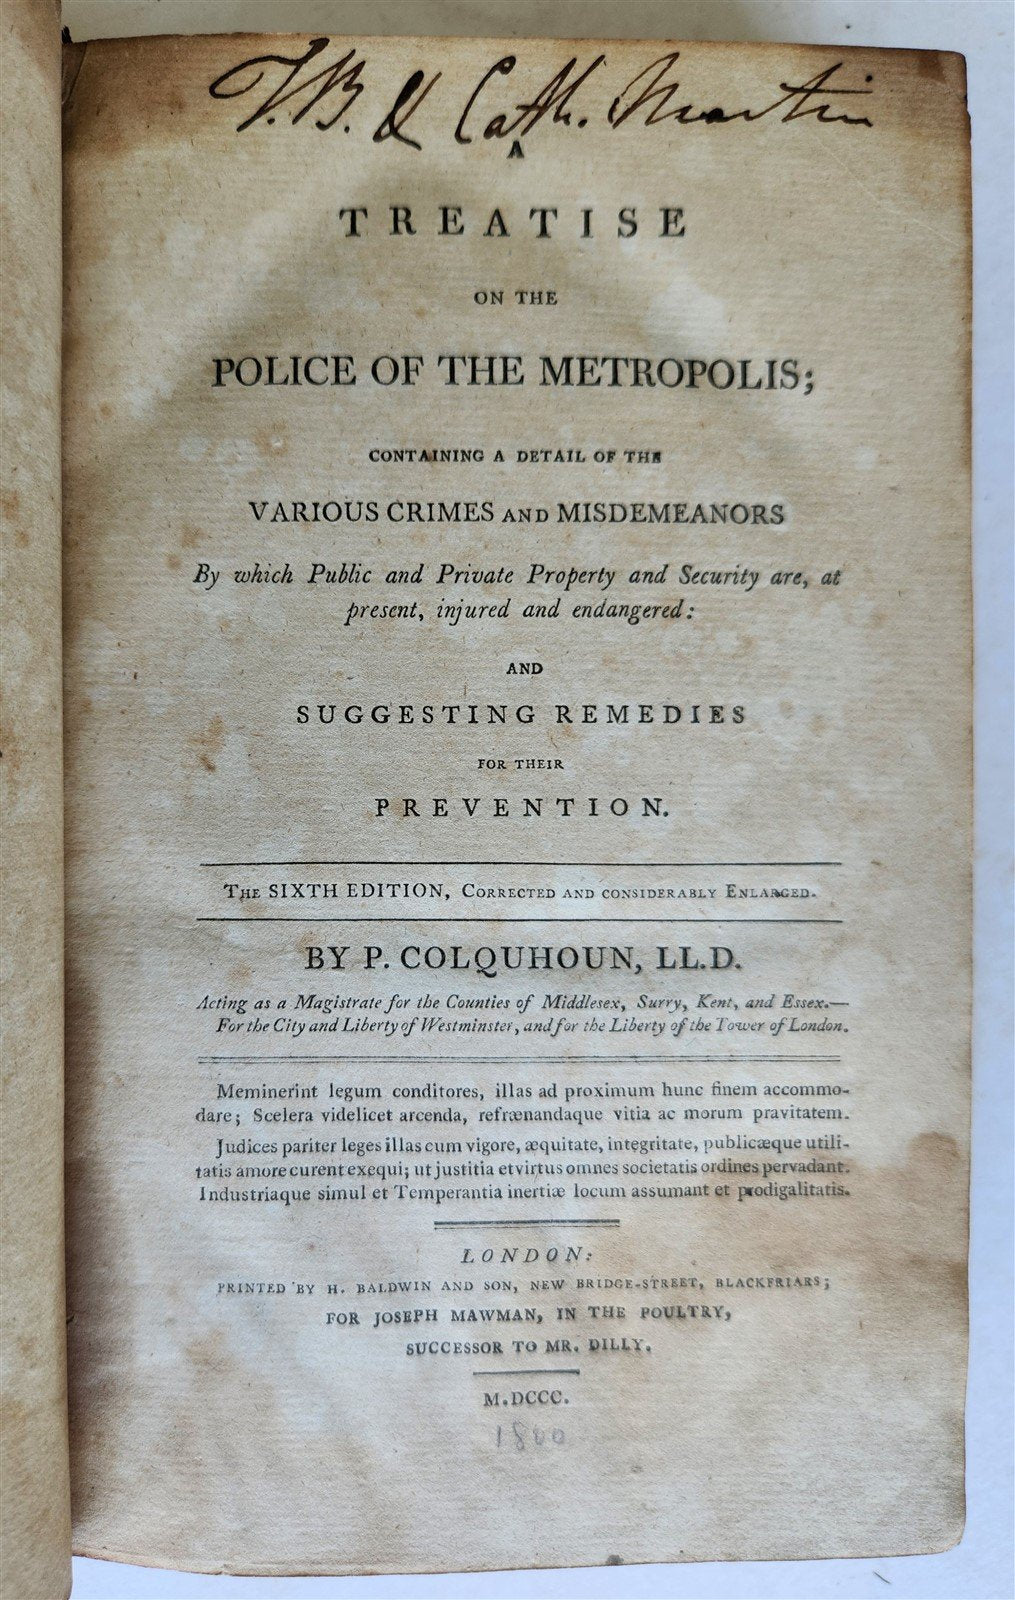 T.B. & Cath. Martin
A
TREATISE
ON THE
POLICE OF THE METROPOLIS;
CONTAINING A DETAIL OF THE
VARIOUS CRIMES AND MISDEMEANORS
By which Public and Private Property and Security are, at
present, injured and endangered:
AND
SUGGESTING REMEDIES
FOR THEIR
PREVENTION.
THE SIXTH EDITION, CORRECTED AND CONSIDERABLY ENLARGED.
BY P. COLQUHOUN, LL.D.
Acting as a Magistrate for the Counties of Middlesex, Surry, Kent, and Essex.—
For the City and Liberty of Westminster, and for the Liberty of the Tower of London.
Meminerint legum conditores, illas ad proximum hunc finem accommo-
dare; Scelera videlicet arcenda, refrænandaque vitia ac morum pravitatem.
Judices pariter leges illas cum vigore, æquitate, integritate, publicæque utili-
tatis amore curent exequi; ut justitia et virtus omnes societatis ordines pervadant.
Industriaque simul et Temperantia inertiæ locum assumant et prodigalitatis.
LONDON:
PRINTED BY H. BALDWIN AND SON, NEW BRIDGE-STREET, BLACKFRIARS;
FOR JOSEPH MAWMAN, IN THE POULTRY,
SUCCESSOR TO MR. DILLY.
M.DCCC.
1800